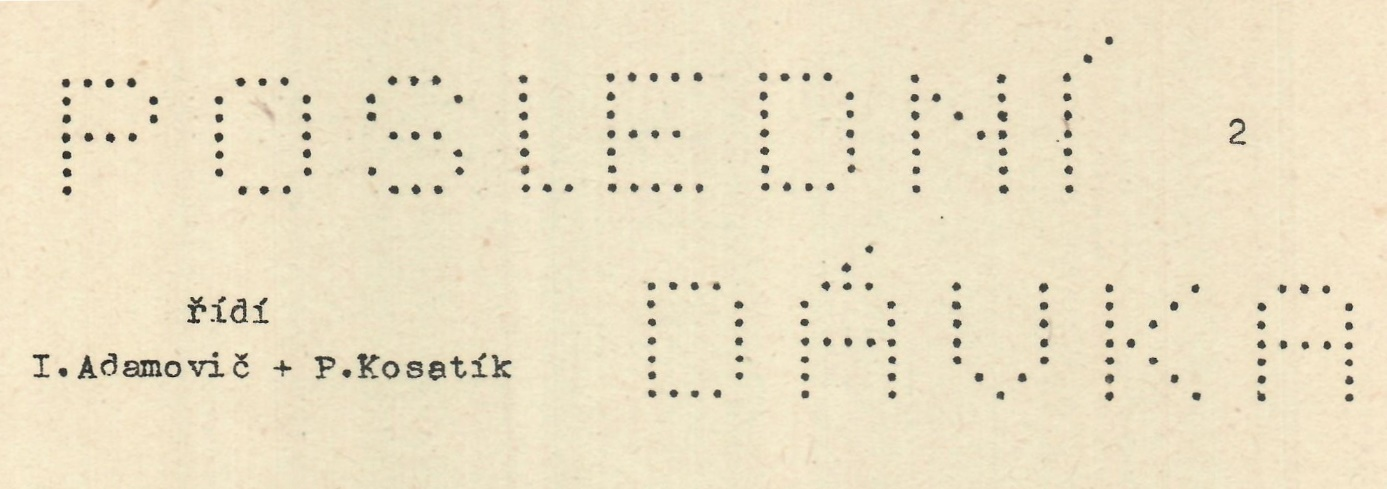 POSLEDNÍ 2
DÁVKA
řídí
I.Adamovič + P.Kosatík